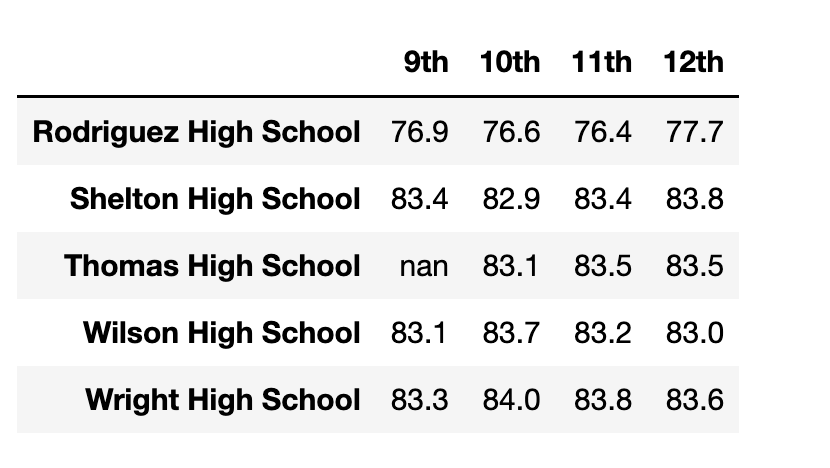 9th 10th 11th 12th
Rodriguez High School 76.9 76.6 76.4 77.7
Shelton High School 83.4 82.9 83.4 83.8
Thomas High School nan 83.1 83.5 83.5
Wilson High School 83.1 83.7 83.2 83.0
Wright High School 83.3 84.0 83.8 83.6